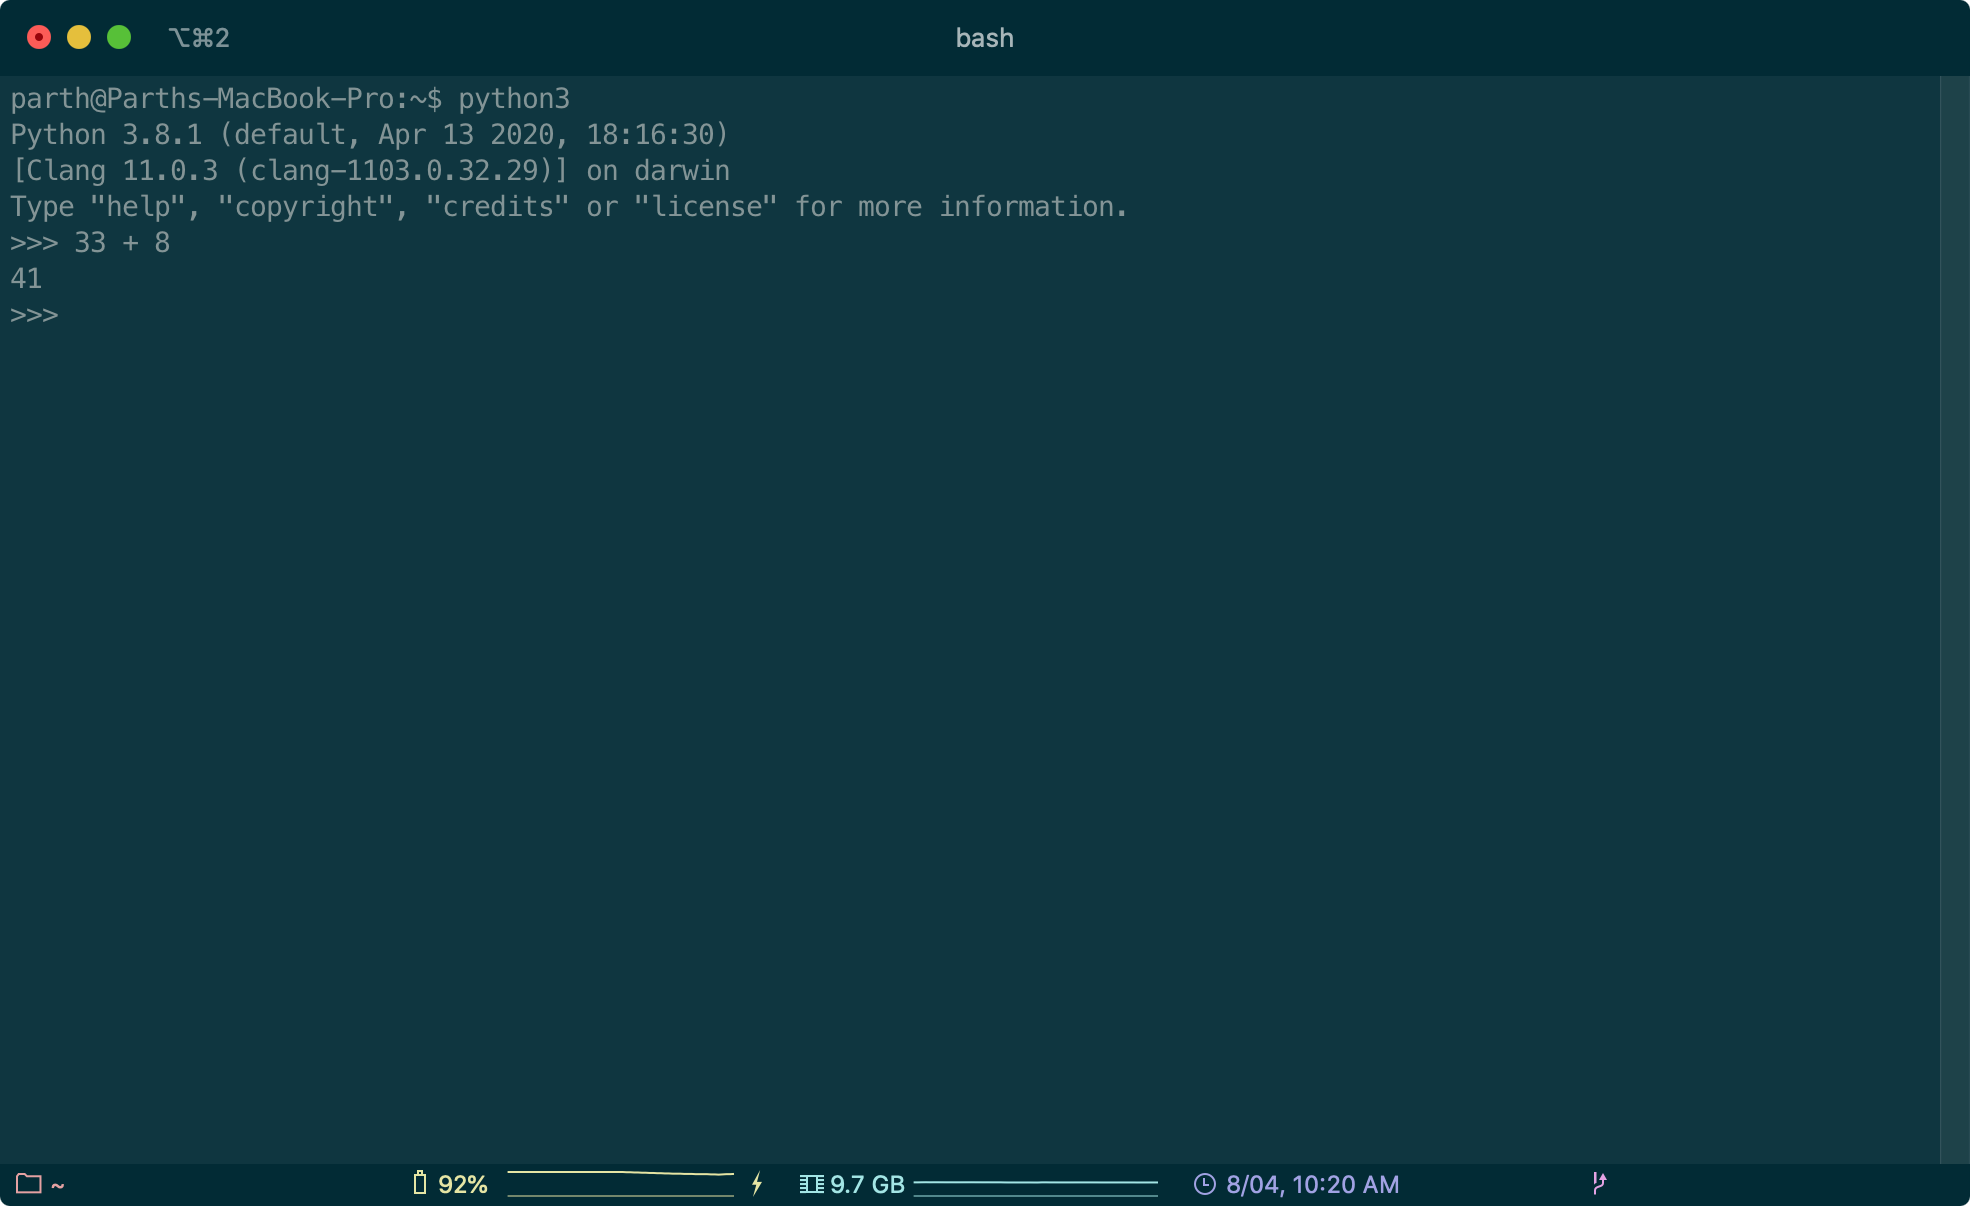 ⌥⌘2
bash
parth@Parths-MacBook-Pro:~$ python3
Python 3.8.1 (default, Apr 13 2020, 18:16:30)
[Clang 11.0.3 (clang-1103.0.32.29)] on darwin
Type "help", "copyright", "credits" or "license" for more information.
>>> 33 + 8
41
>>>
~ 92% 9.7 GB 8/04, 10:20 AM